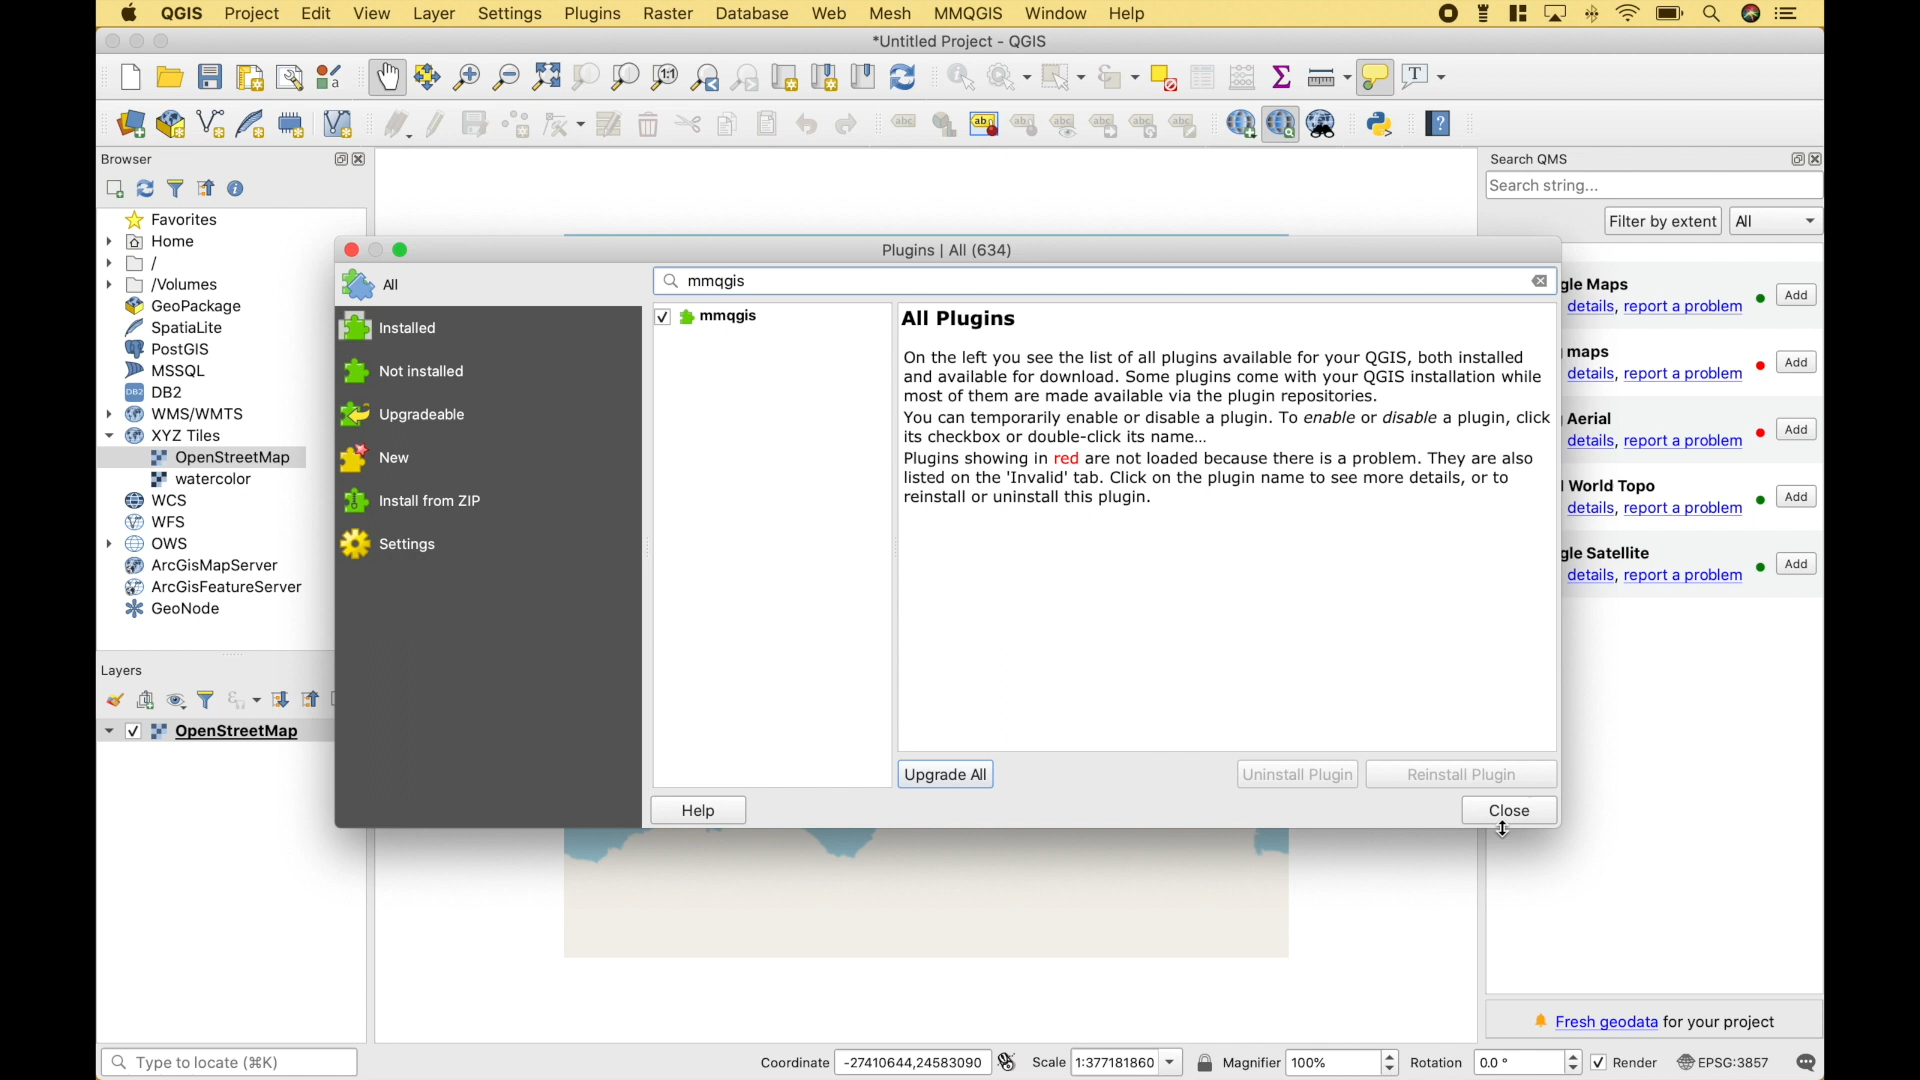 QGIS Project Edit View Layer Settings Plugins Raster Database Web Mesh MMQGIS Window Help
*Untitled Project - QGIS
Browser
Favorites
Home
/
/Volumes
GeoPackage
SpatiaLite
PostGIS
MSSQL
DB2
WMS/WMTS
XYZ Tiles
OpenStreetMap
watercolor
WCS
WFS
OWS
ArcGisMapServer
ArcGisFeatureServer
GeoNode
Layers
OpenStreetMap
Plugins | All (634)
All
Installed
Not installed
Upgradeable
New
Install from ZIP
Settings
mmqgis
mmqgis
All Plugins
On the left you see the list of all plugins available for your QGIS, both installed
and available for download. Some plugins come with your QGIS installation while
most of them are made available via the plugin repositories.
You can temporarily enable or disable a plugin. To enable or disable a plugin, click
its checkbox or double-click its name...
Plugins showing in red are not loaded because there is a problem. They are also
listed on the 'Invalid' tab. Click on the plugin name to see more details, or to
reinstall or uninstall this plugin.
Upgrade All Uninstall Plugin Reinstall Plugin
Help Close
Search QMS
Search string...
Filter by extent All
gle Maps
details, report a problem Add
maps
details, report a problem Add
Aerial
details, report a problem Add
World Topo
details, report a problem Add
gle Satellite
details, report a problem Add
Fresh geodata for your project
Type to locate (⌘K) Coordinate -27410644,24583090 Scale 1:377181860 Magnifier 100% Rotation 0.0 ° Render EPSG:3857